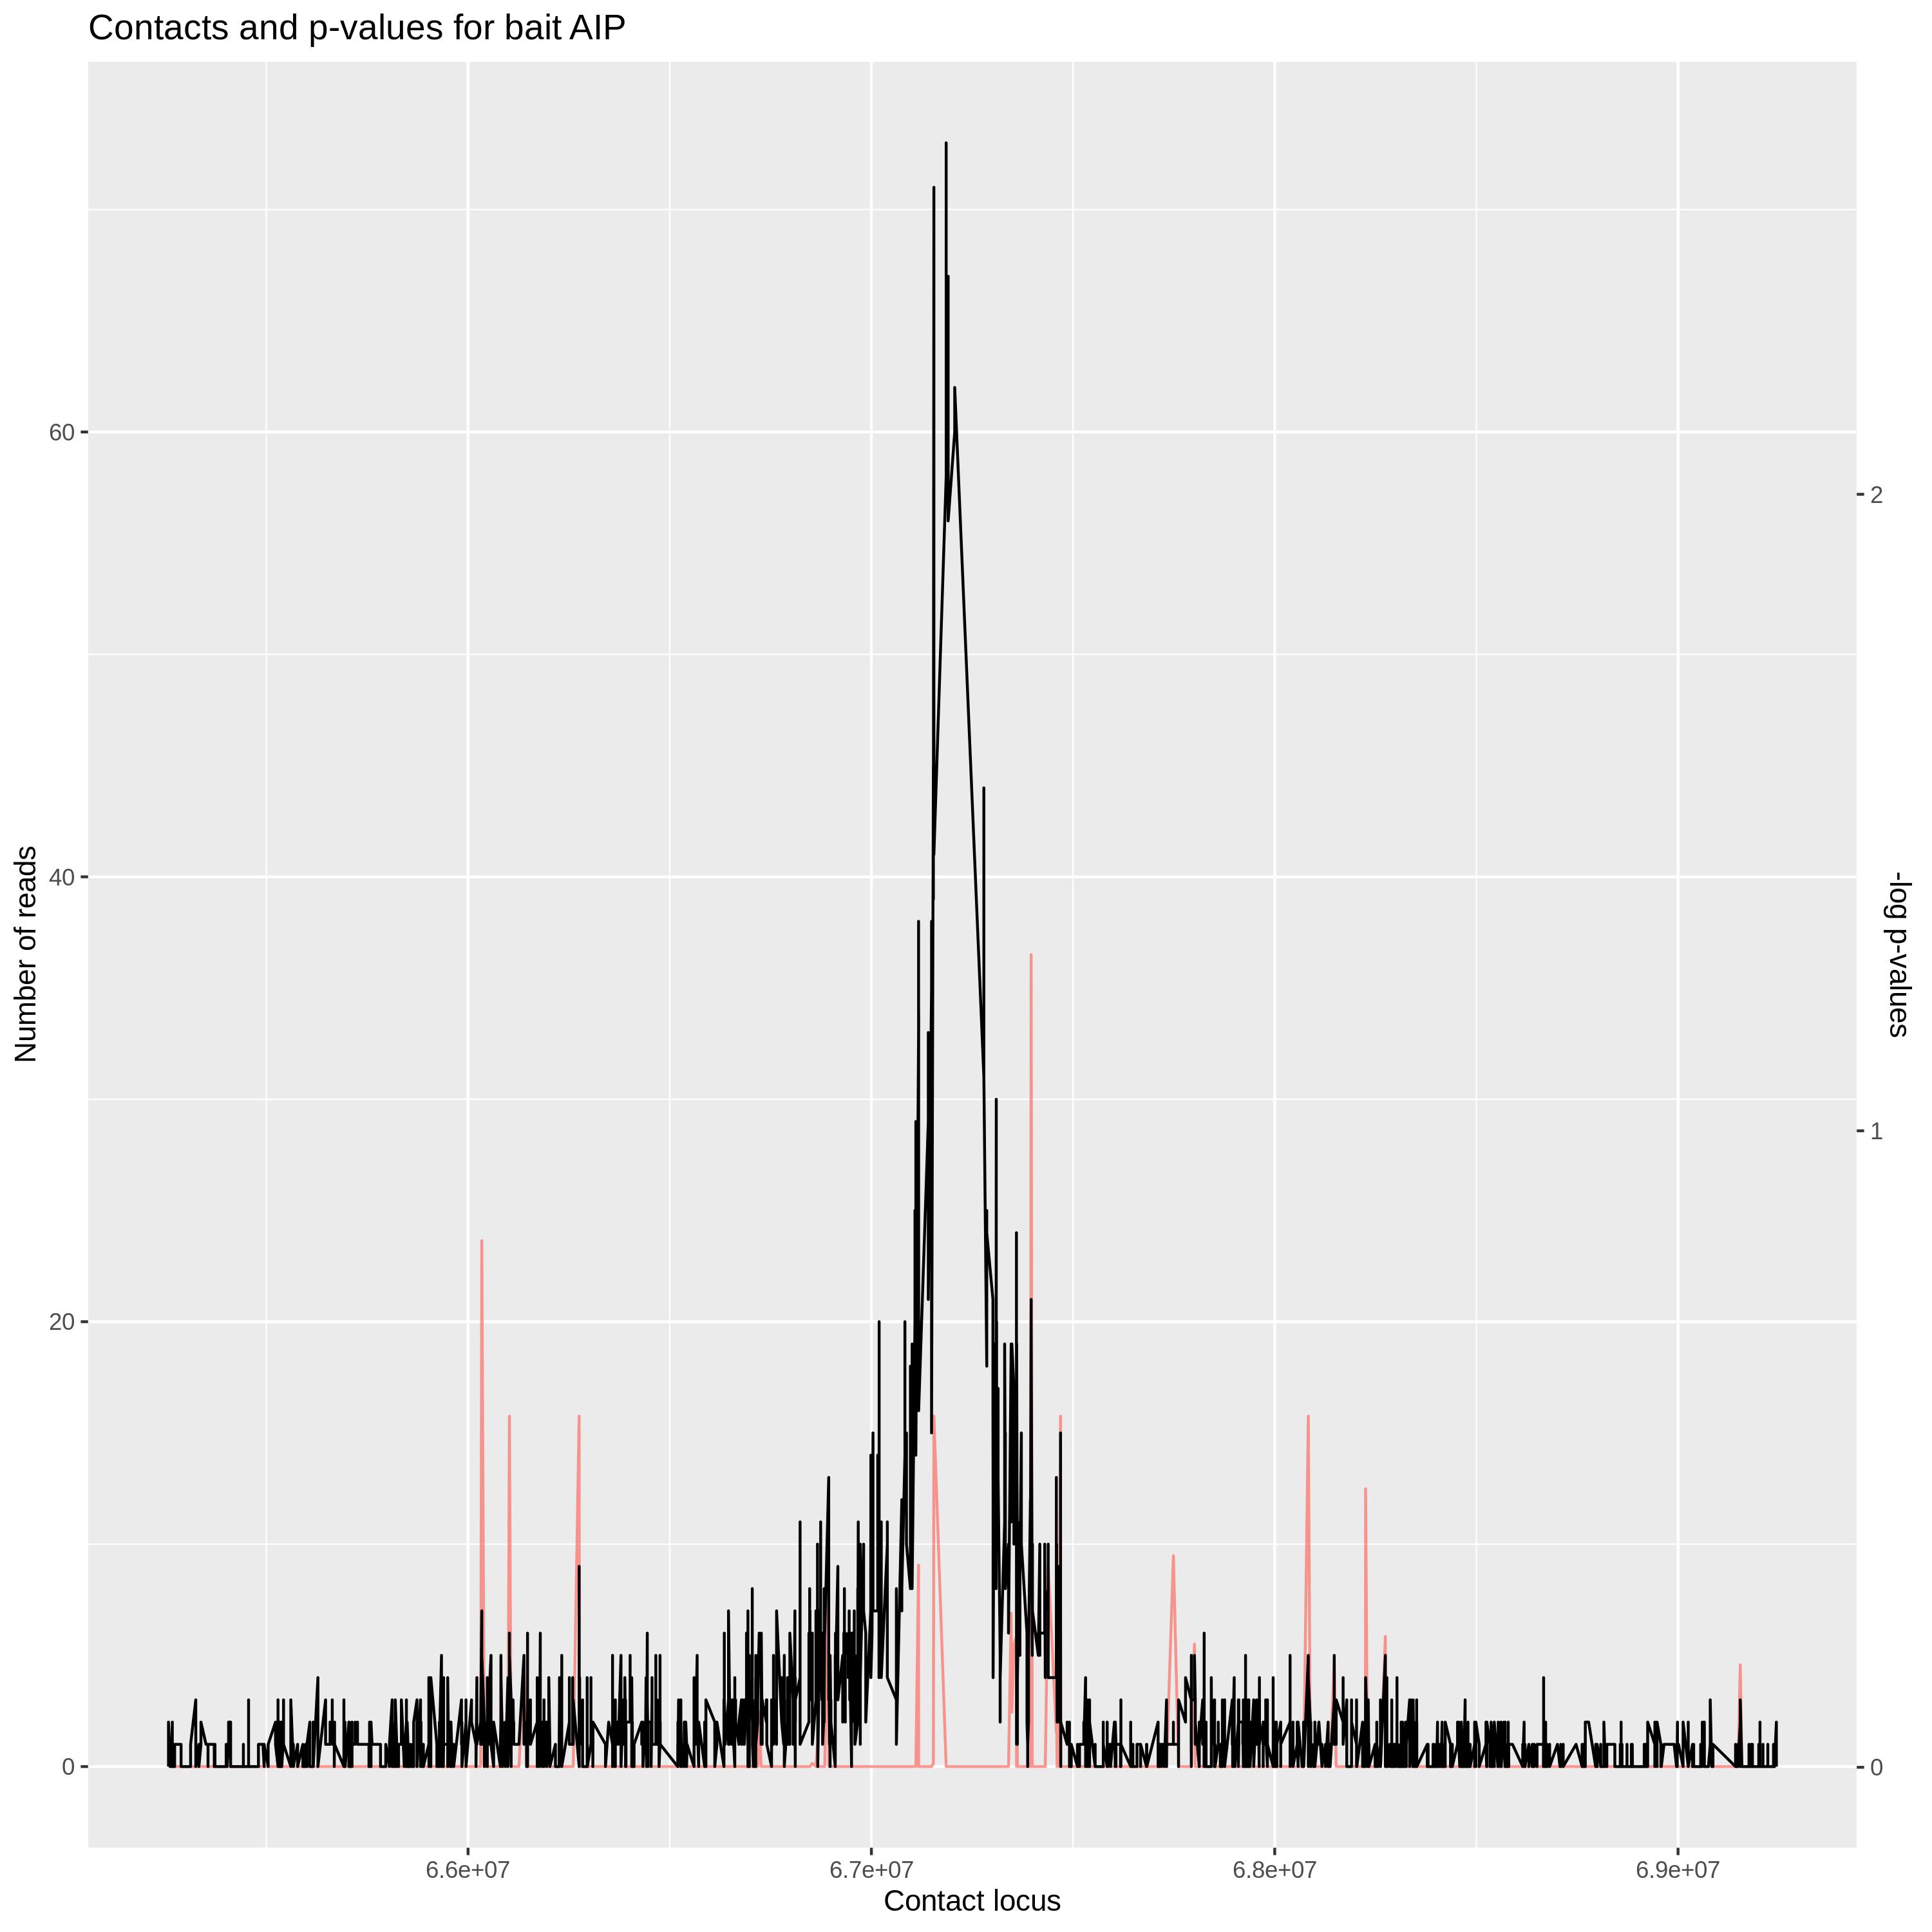 Contacts and p-values for bait AIP
Number of reads
60
40
20
0
2
1
0
-log p-values
6.6e+07
6.7e+07
6.8e+07
6.9e+07
Contact locus